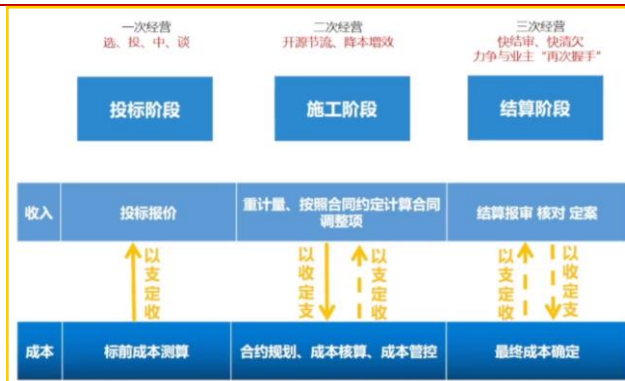 一次经营
选、投、中、谈
二次经营
开源节流、降本增效
三次经营
快结审、快清欠
力争与业主“再次握手”
投标阶段
施工阶段
结算阶段
收入
投标报价
重计量、按照合同约定计算合同
调整项
结算报审 核对 定案
以支定收
以收定支
以支定收
以支定收
以收定支
成本
标前成本测算
合约规划、成本核算、成本管控
最终成本确定